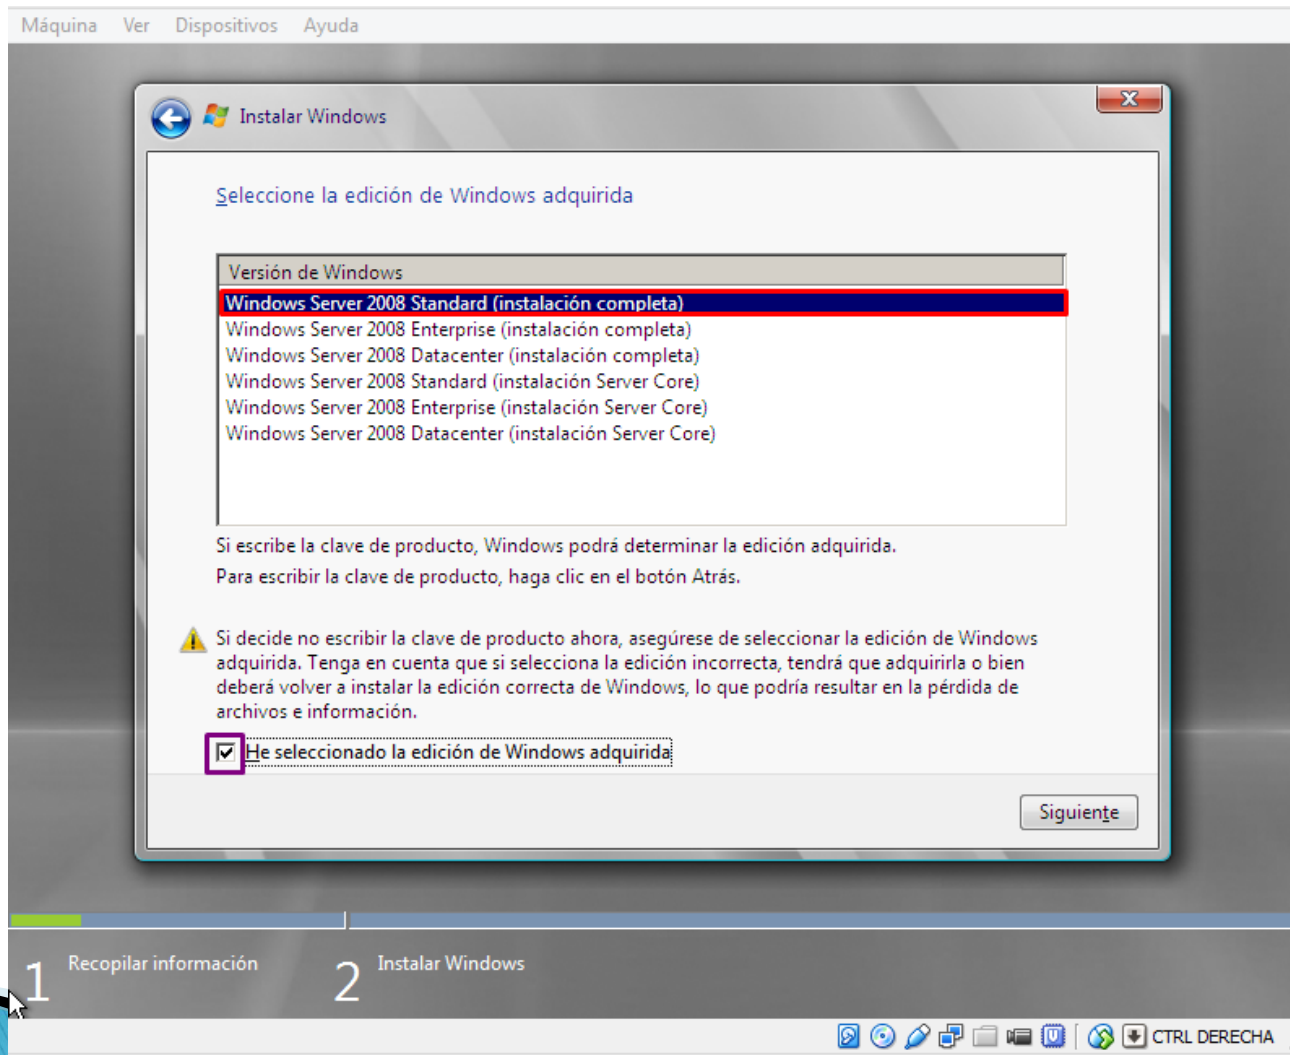 Máquina Ver Dispositivos Ayuda
Instalar Windows
Seleccione la edición de Windows adquirida
Versión de Windows
Windows Server 2008 Standard (instalación completa)
Windows Server 2008 Enterprise (instalación completa)
Windows Server 2008 Datacenter (instalación completa)
Windows Server 2008 Standard (instalación Server Core)
Windows Server 2008 Enterprise (instalación Server Core)
Windows Server 2008 Datacenter (instalación Server Core)
Si escribe la clave de producto, Windows podrá determinar la edición adquirida.
Para escribir la clave de producto, haga clic en el botón Atrás.
Si decide no escribir la clave de producto ahora, asegúrese de seleccionar la edición de Windows
adquirida. Tenga en cuenta que si selecciona la edición incorrecta, tendrá que adquirirla o bien
deberá volver a instalar la edición correcta de Windows, lo que podría resultar en la pérdida de
archivos e información.
He seleccionado la edición de Windows adquirida
Siguiente
1 Recopilar información
2 Instalar Windows
CTRL DERECHA